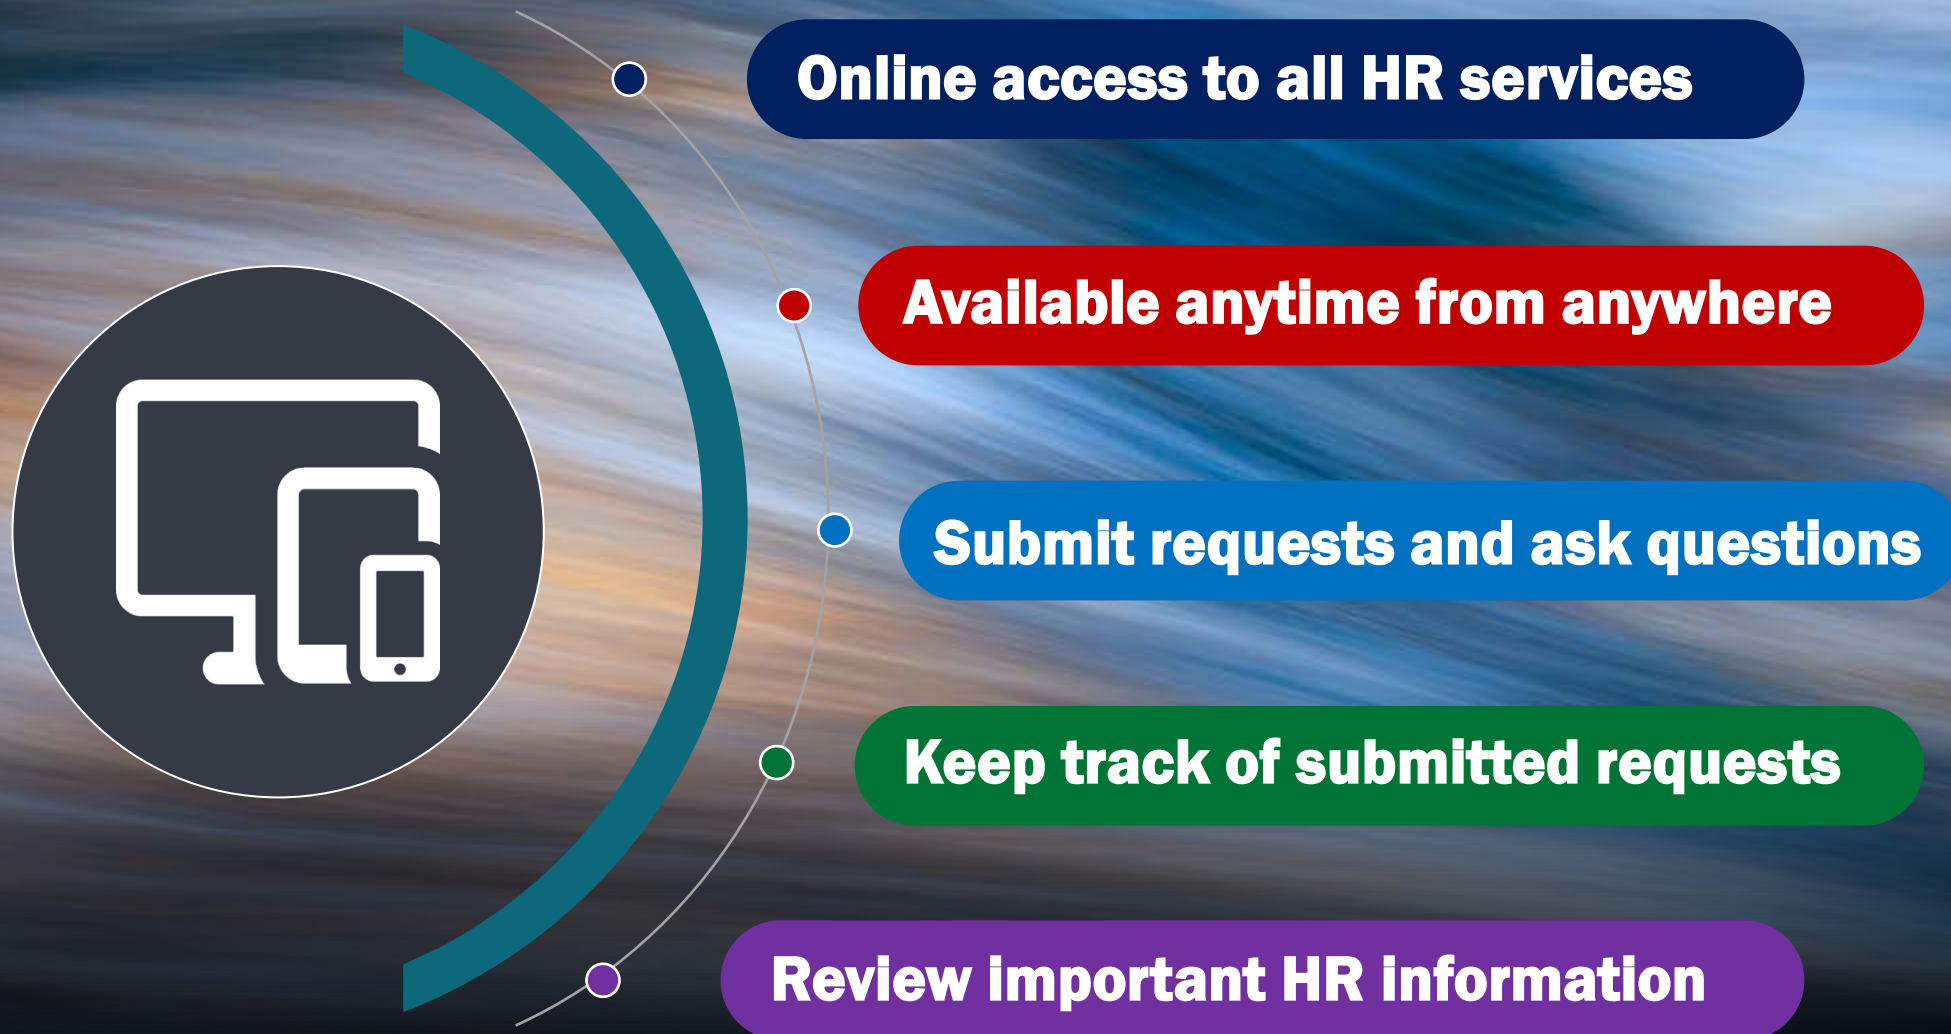 Online access to all HR services
Available anytime from anywhere
Submit requests and ask questions
Keep track of submitted requests
Review important HR information